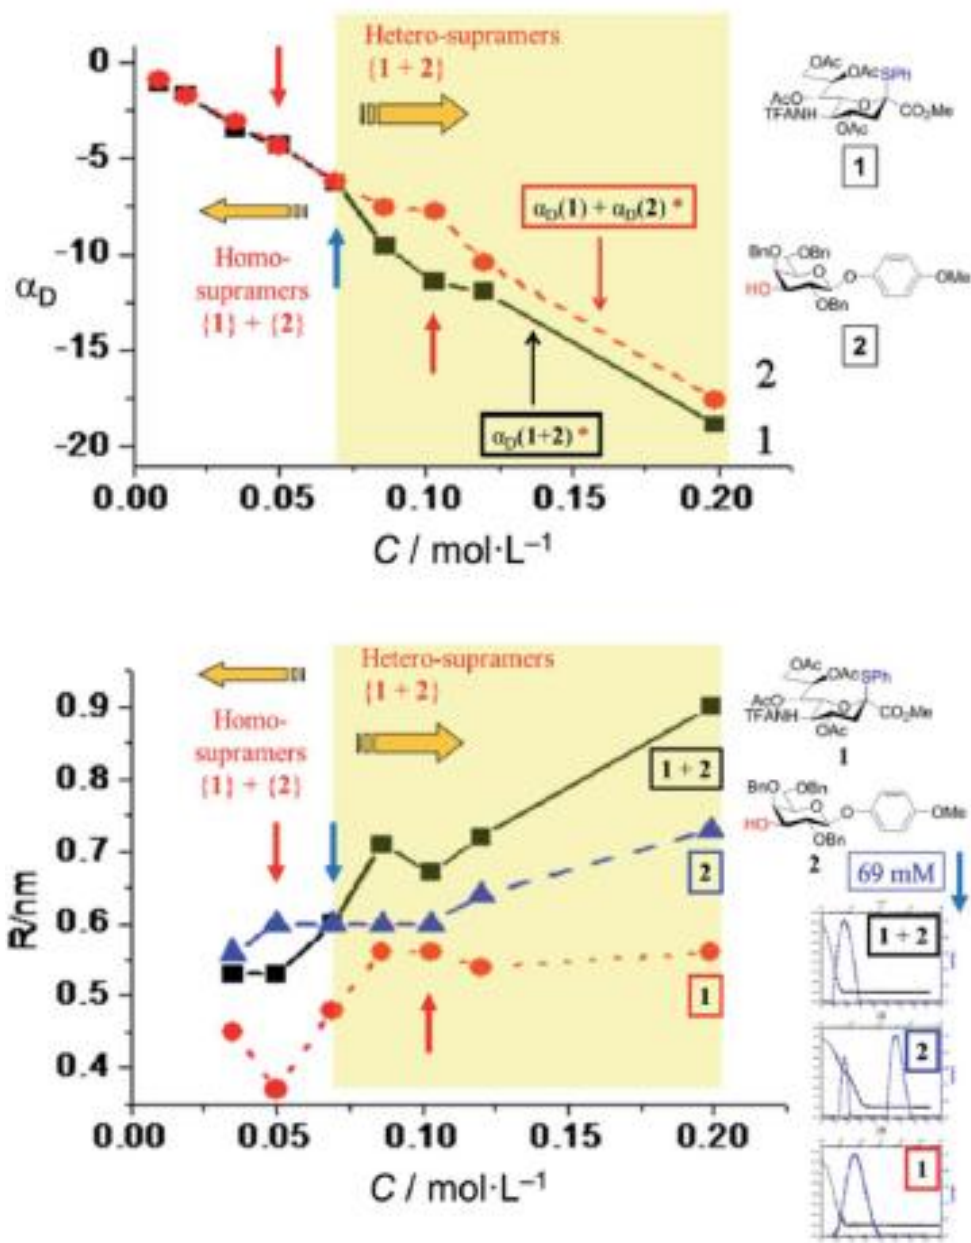 Hetero-supramers
{1 + 2}
Homo-
supramers
{1} + {2}
αD(1) + αD(2) *
αD(1+2) *
2
1
αD
0
-5
-10
-15
-20
0.00 0.05 0.10 0.15 0.20
C / mol·L–1
OAc
OAc SPh
AcO
TFANH
O
CO2Me
OAc
1
BnO OBn
O
HO
O
OMe
OBn
2
Hetero-supramers
{1 + 2}
Homo-
supramers
{1} + {2}
1 + 2
2
1
R/nm
0.9
0.8
0.7
0.6
0.5
0.4
0.00 0.05 0.10 0.15 0.20
C / mol·L–1
OAc
OAc SPh
AcO
TFANH
O
CO2Me
OAc
1
BnO OBn
O
HO
O
OMe
OBn
2
69 mM
1 + 2
2
1